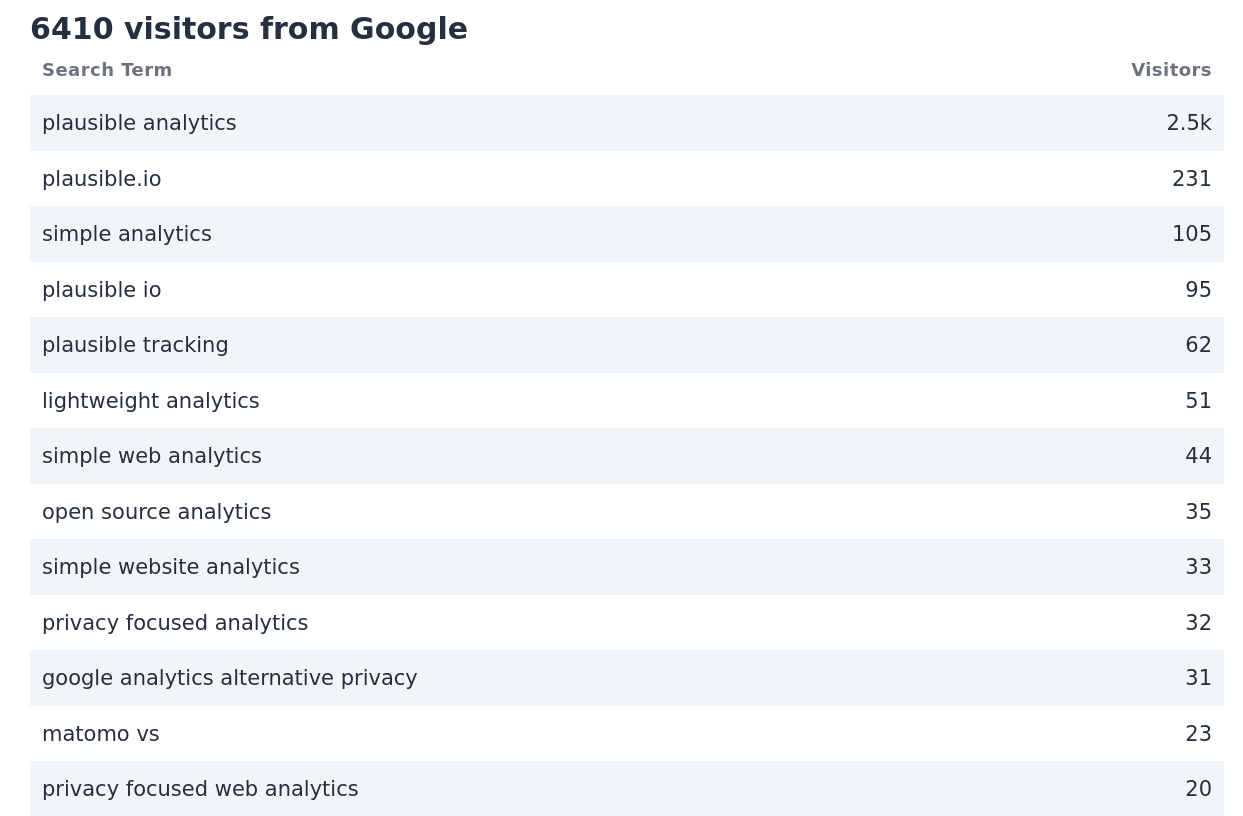 6410 visitors from Google
Search Term Visitors
plausible analytics 2.5k
plausible.io 231
simple analytics 105
plausible io 95
plausible tracking 62
lightweight analytics 51
simple web analytics 44
open source analytics 35
simple website analytics 33
privacy focused analytics 32
google analytics alternative privacy 31
matomo vs 23
privacy focused web analytics 20